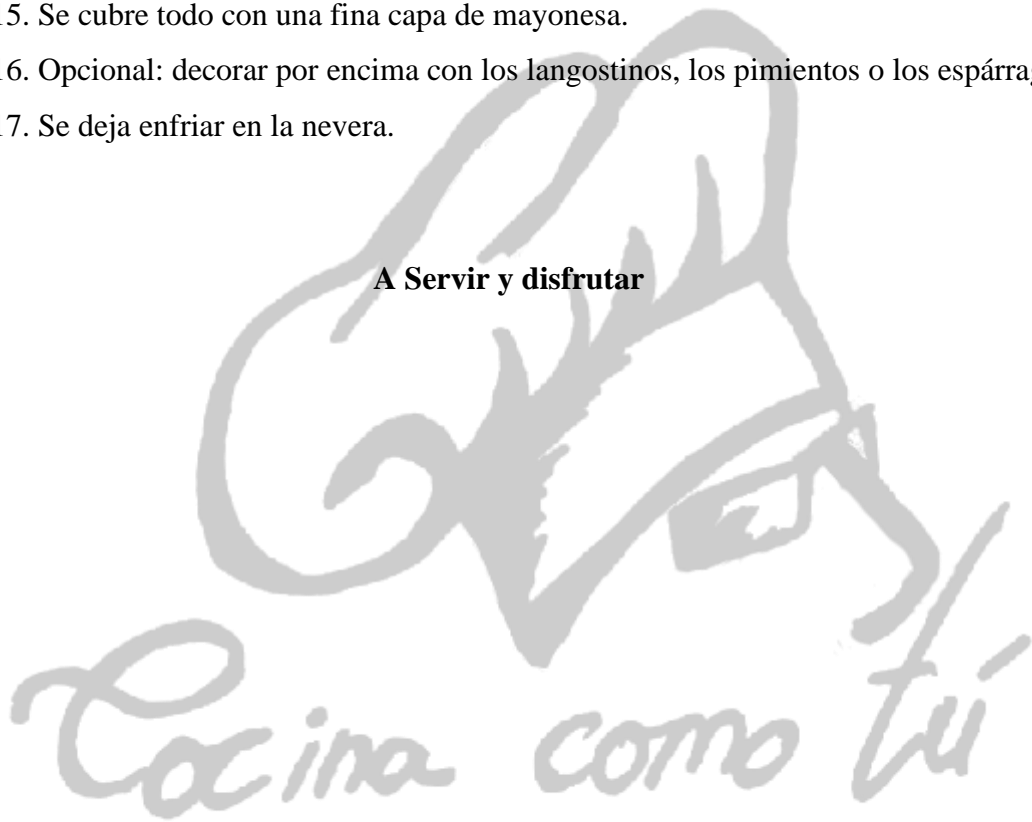 15. Se cubre todo con una fina capa de mayonesa.
16. Opcional: decorar por encima con los langostinos, los pimientos o los espárrag
17. Se deja enfriar en la nevera.
A Servir y disfrutar
Cocina como tú